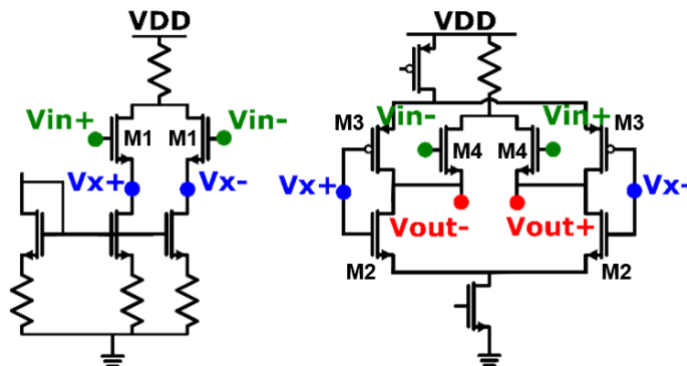 VDD
Vin+ M1 M1 Vin-
Vx+ Vx-
VDD
Vin- Vin+
M3 M4 M4 M3
Vx+ Vx-
Vout- Vout+
M2 M2